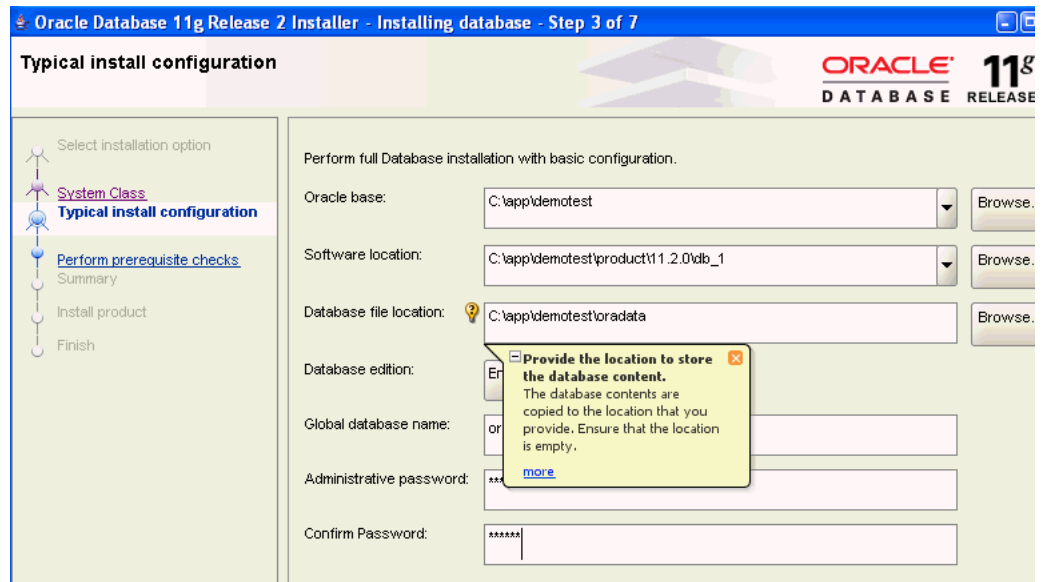 Oracle Database 11g Release 2 Installer - Installing database - Step 3 of 7
Typical install configuration
ORACLE
DATABASE
11g
RELEASE
Select installation option
System Class
Typical install configuration
Perform prerequisite checks
Summary
Install product
Finish
Perform full Database installation with basic configuration.
Oracle base:
C:\app\demotest
Browse.
Software location:
C:\app\demotest\product\11.2.0\db_1
Browse.
Database file location:
C:\app\demotest\oradata
Browse.
Provide the location to store
the database content.
The database contents are
copied to the location that you
provide. Ensure that the location
is empty.
more
Database edition:
Global database name:
or
Administrative password:
***
Confirm Password:
******